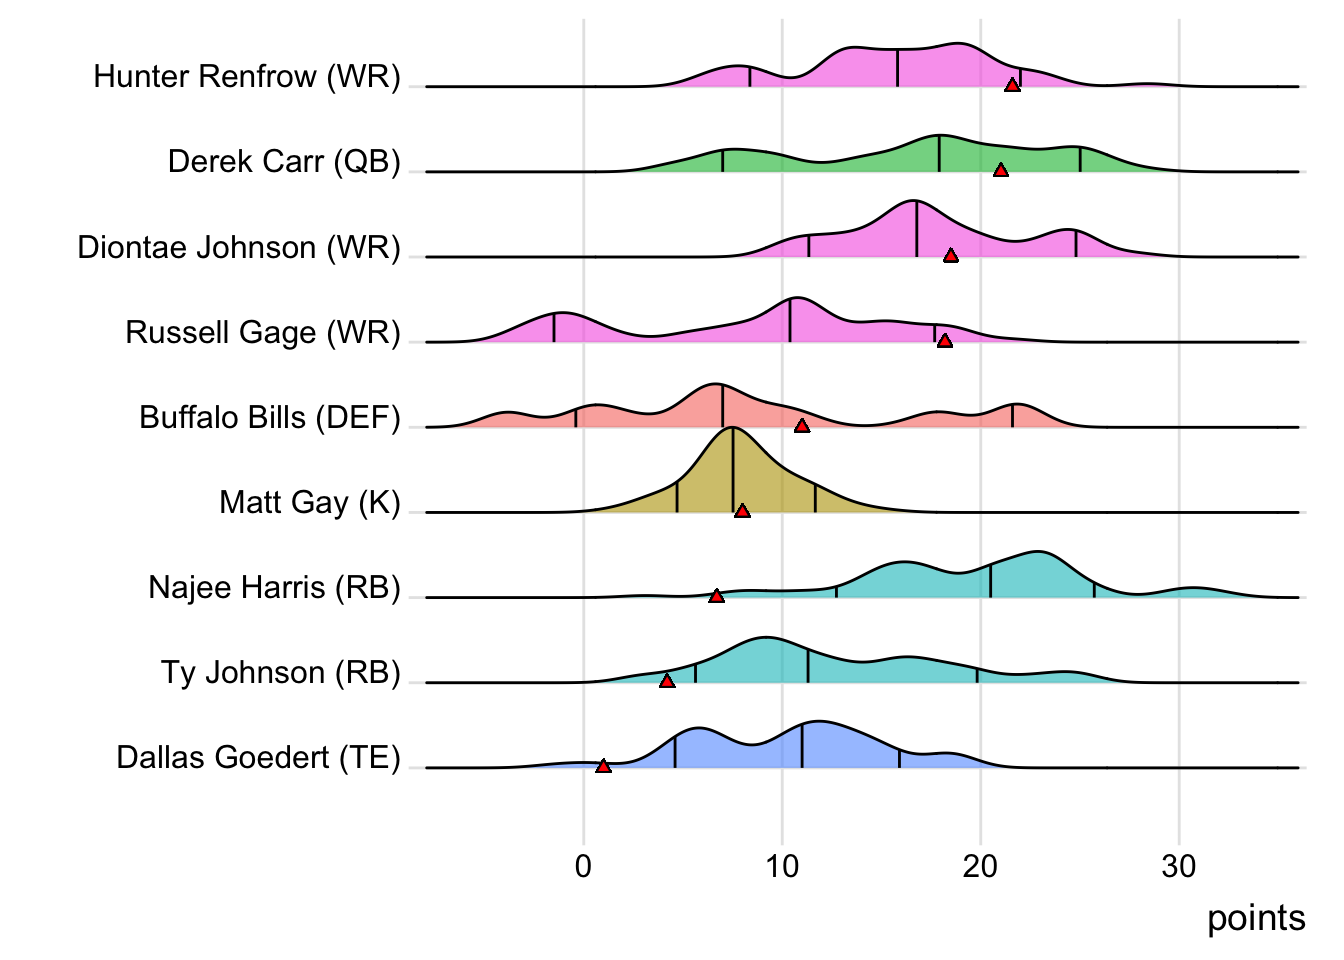 Hunter Renfrow (WR)
Derek Carr (QB)
Diontae Johnson (WR)
Russell Gage (WR)
Buffalo Bills (DEF)
Matt Gay (K)
Najee Harris (RB)
Ty Johnson (RB)
Dallas Goedert (TE)
0 10 20 30
points